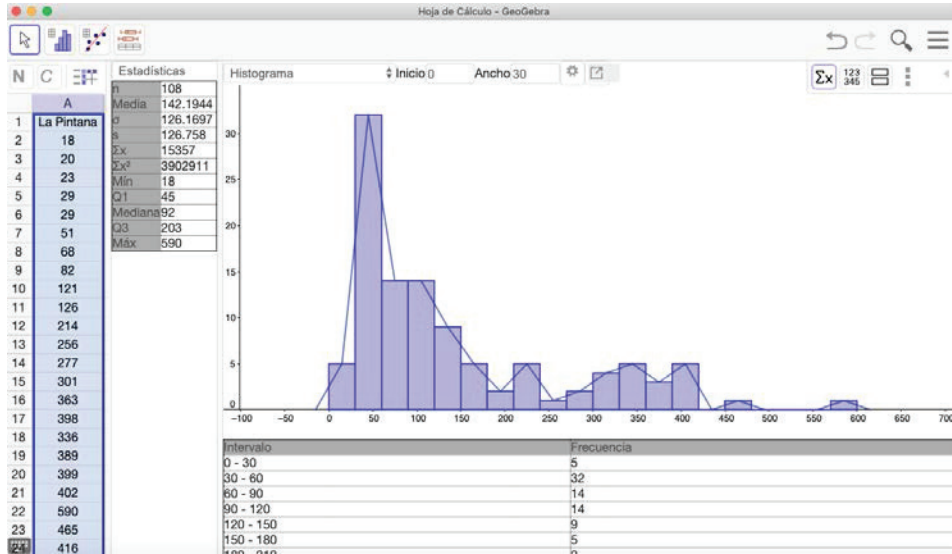 Hoja de Cálculo - GeoGebra
N C
Estadísticas
n 108
Media 142.1944
σ 126.1697
s 126.758
Σx 15357
Σx² 3902911
Mín 18
Q1 45
Mediana 92
Q3 203
Máx 590
Histograma Inicio 0 Ancho 30
Σx 123 345
A
1 La Pintana
2 18
3 20
4 23
5 29
6 29
7 51
8 68
9 82
10 121
11 126
12 214
13 256
14 277
15 301
16 363
17 398
18 336
19 389
20 399
21 402
22 590
23 465
24 416
30
25
20
15
10
5
0
-100 -50 0 50 100 150 200 250 300 350 400 450 500 550 600 650 700
Intervalo Frecuencia
0 - 30 5
30 - 60 32
60 - 90 14
90 - 120 14
120 - 150 9
150 - 180 5